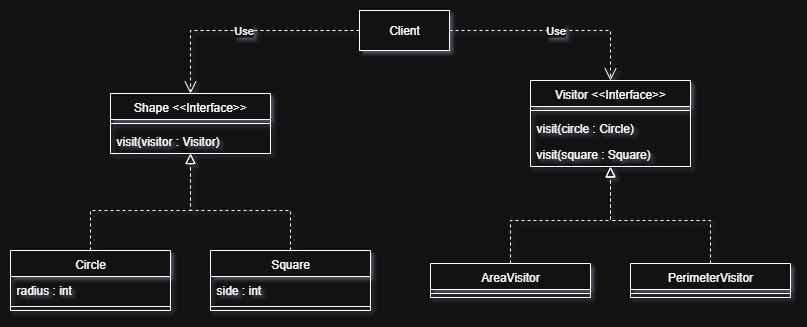 Client
Use
Use
Shape <<Interface>>
visit(visitor : Visitor)
Visitor <<Interface>>
visit(circle : Circle)
visit(square : Square)
Circle
radius : int
Square
side : int
AreaVisitor
PerimeterVisitor